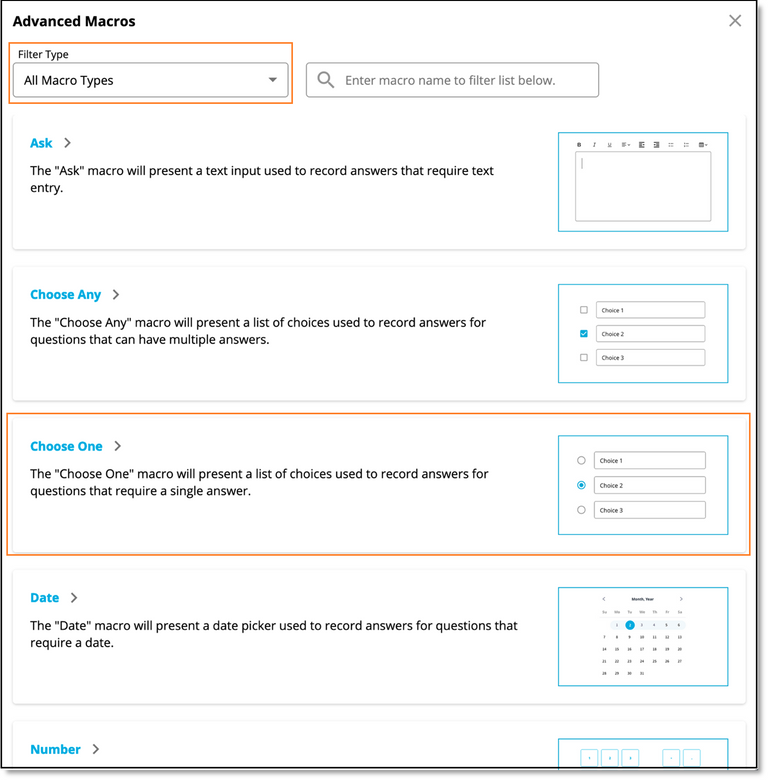 Advanced Macros
Filter Type
All Macro Types
Enter macro name to filter list below.
Ask
The "Ask" macro will present a text input used to record answers that require text
entry.
B I U
Choose Any
The "Choose Any" macro will present a list of choices used to record answers for
questions that can have multiple answers.
Choice 1
Choice 2
Choice 3
Choose One
The "Choose One" macro will present a list of choices used to record answers for
questions that require a single answer.
Choice 1
Choice 2
Choice 3
Date
The "Date" macro will present a date picker used to record answers for questions that
require a date.
Month, Year
Su Mo Tu We Th Fr Sa
1 2 3 4 5 6
7 8 9 10 11 12 13
14 15 16 17 18 19 20
21 22 23 24 25 26 27
28 29 30 31
Number